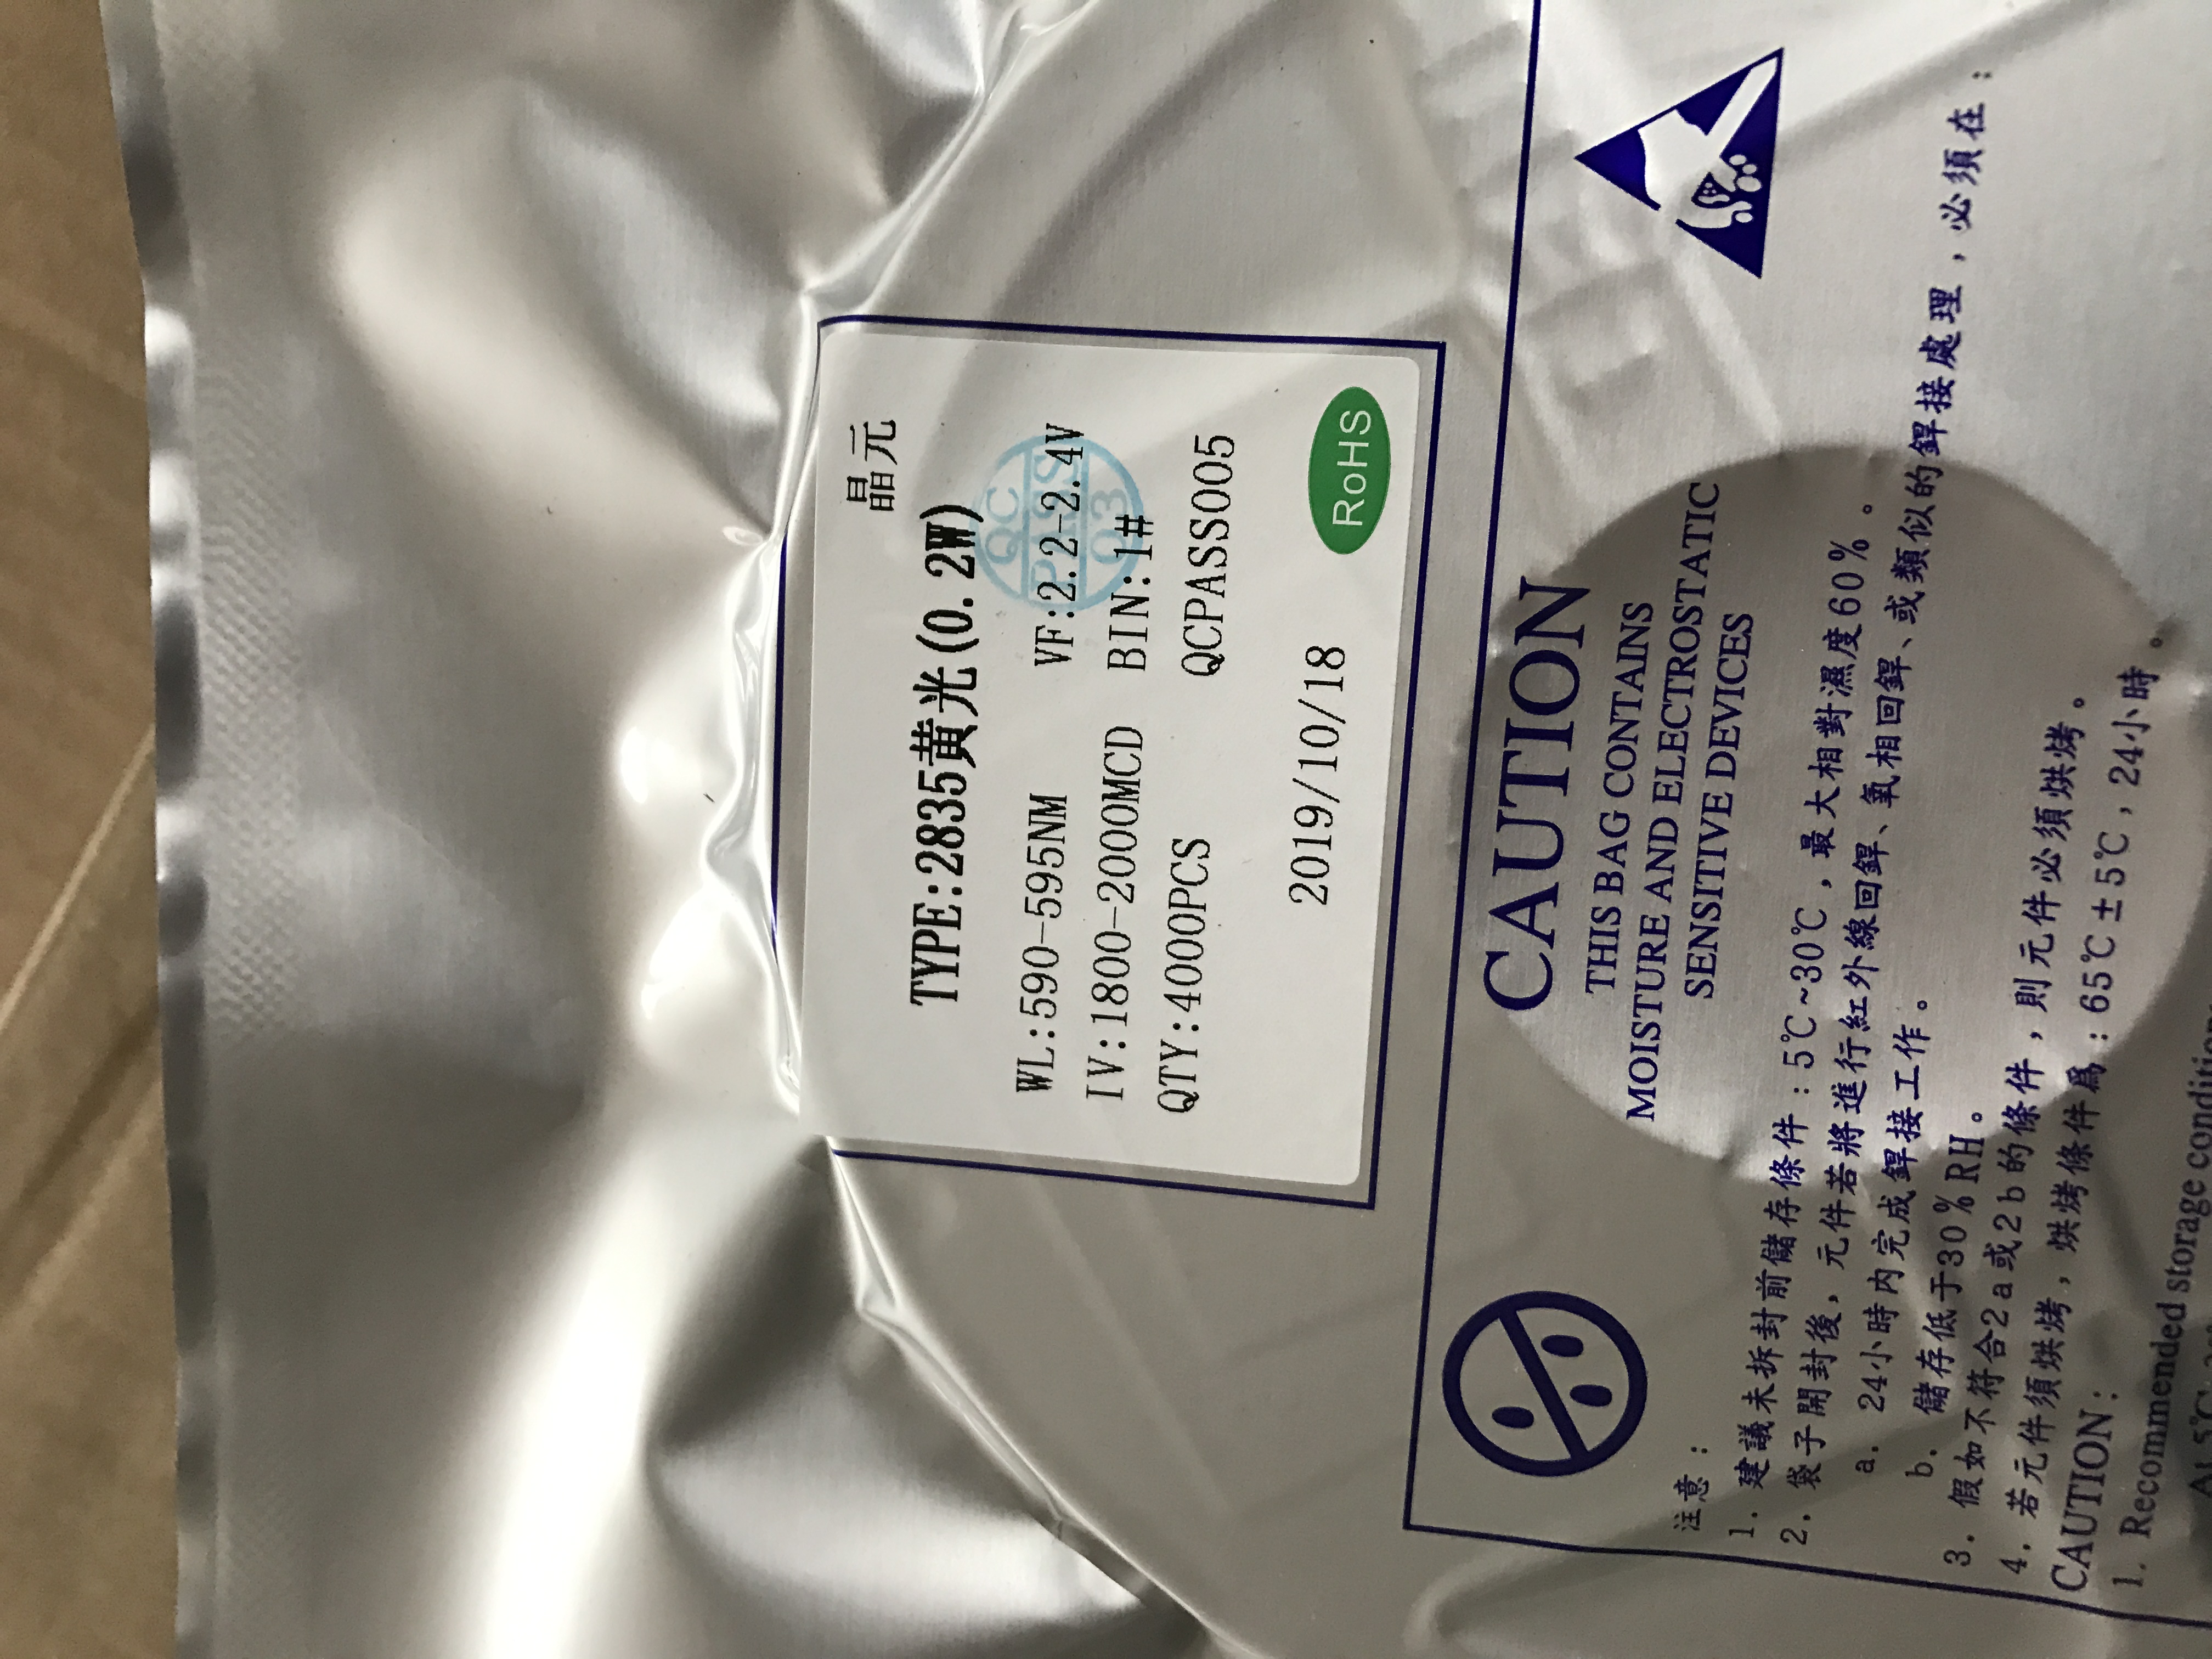 晶元
TYPE:2835黄光(0.2W)
QC
PASS
03
WL:590-595NM VF:2.2-2.4V
IV:1800-2000MCD BIN:1#
QTY:4000PCS QCPASS005
2019/10/18
RoHS
CAUTION
THIS BAG CONTAINS
MOISTURE AND ELECTROSTATIC
SENSITIVE DEVICES
注意：
1. 建議未拆封前儲存條件：5℃~30℃，最大相對濕度60%。
2. 袋子開封後，元件若將進行紅外線回銲、氧相回銲、或類似的銲接處理，必須在：
a. 24小時内完成銲接工作。
b. 儲存低于30%RH。
3. 假如不符合2a或2b的條件，則元件必須烘烤。
4. 若元件須烘烤，烘烤條件爲：65℃±5℃，24小時。
CAUTION:
1. Recommended storage condition
At 5℃